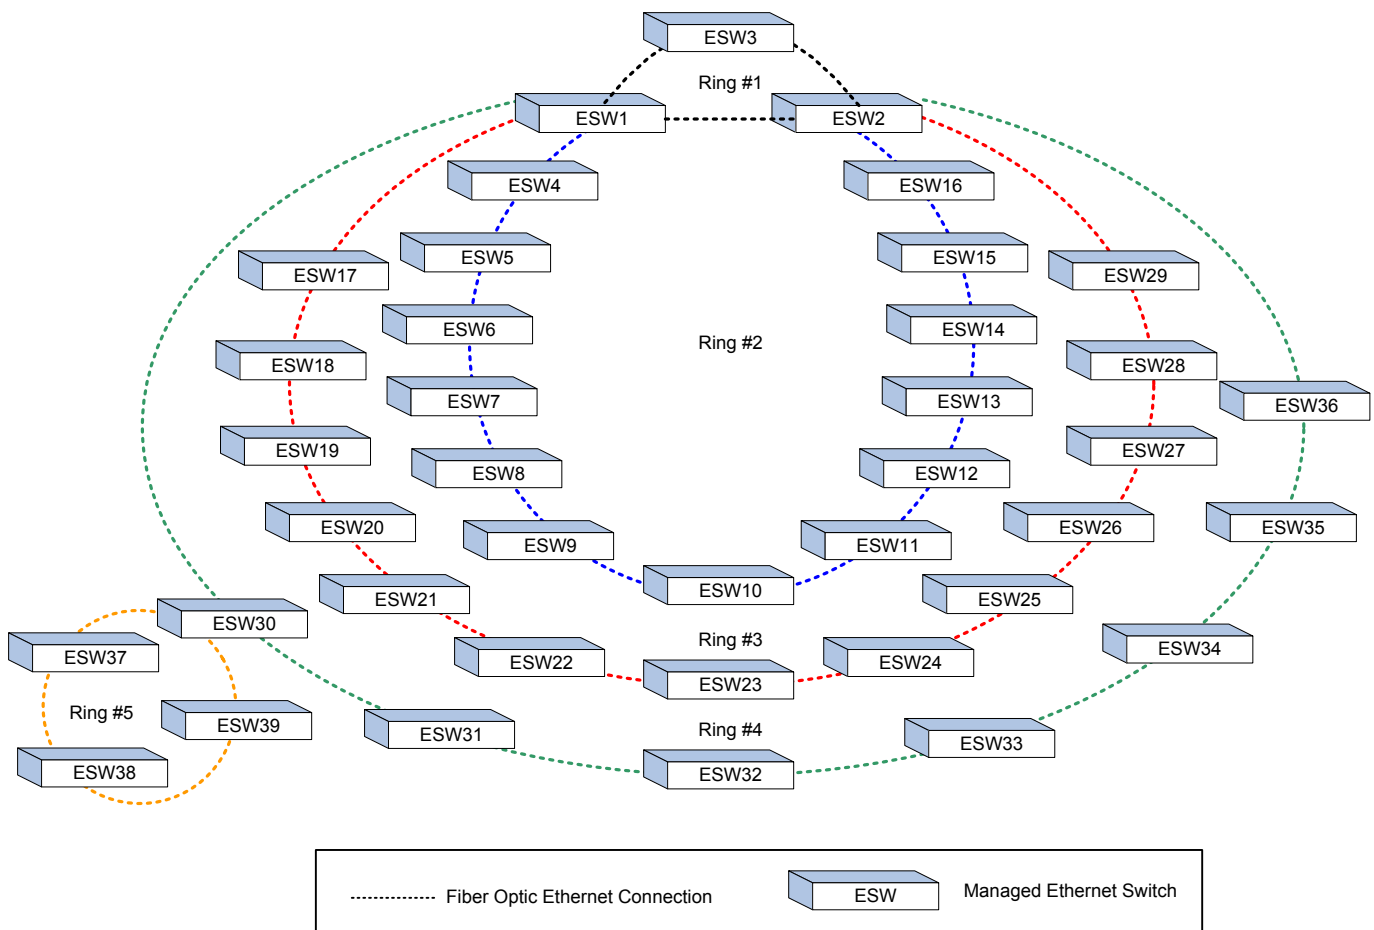 ESW3
Ring #1
ESW1
ESW2
ESW4
ESW16
ESW5
ESW15
ESW17
ESW29
ESW6
ESW14
Ring #2
ESW18
ESW28
ESW7
ESW13
ESW36
ESW19
ESW27
ESW8
ESW12
ESW20
ESW26
ESW35
ESW9
ESW11
ESW10
ESW21
ESW25
ESW30
Ring #3
ESW34
ESW37
ESW22
ESW24
ESW23
Ring #5
ESW39
ESW31
Ring #4
ESW33
ESW38
ESW32
Fiber Optic Ethernet Connection
ESW
Managed Ethernet Switch